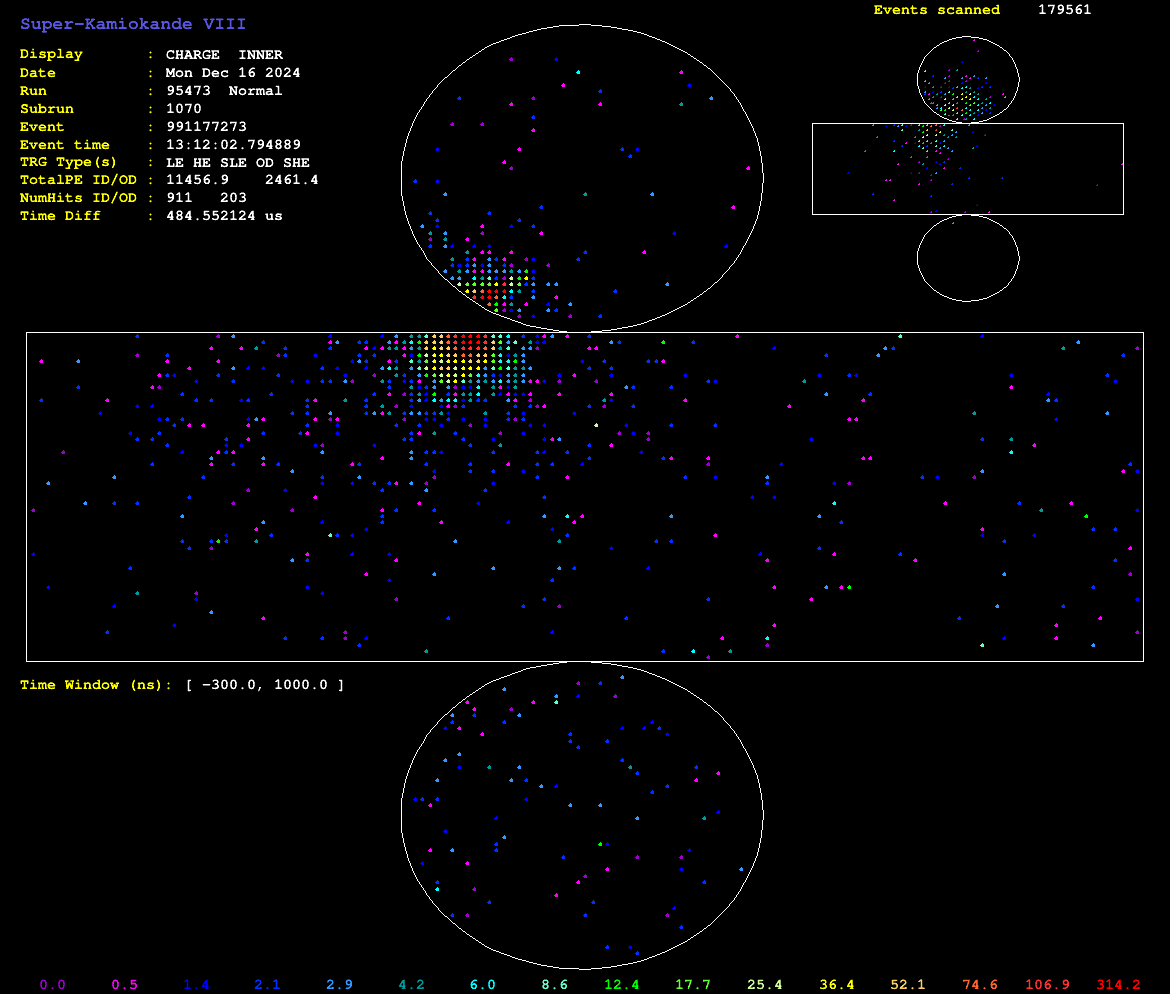 Super-Kamiokande VIII
Events scanned 179561
Display : CHARGE INNER
Date : Mon Dec 16 2024
Run : 95473 Normal
Subrun : 1070
Event : 991177273
Event time : 13:12:02.794889
TRG Type(s) : LE HE SLE OD SHE
TotalPE ID/OD : 11456.9 2461.4
NumHits ID/OD : 911 203
Time Diff : 484.552124 us
Time Window (ns): [ −300.0, 1000.0 ]
0.0 0.5 1.4 2.1 2.9 4.2 6.0 8.6 12.4 17.7 25.4 36.4 52.1 74.6 106.9 314.2